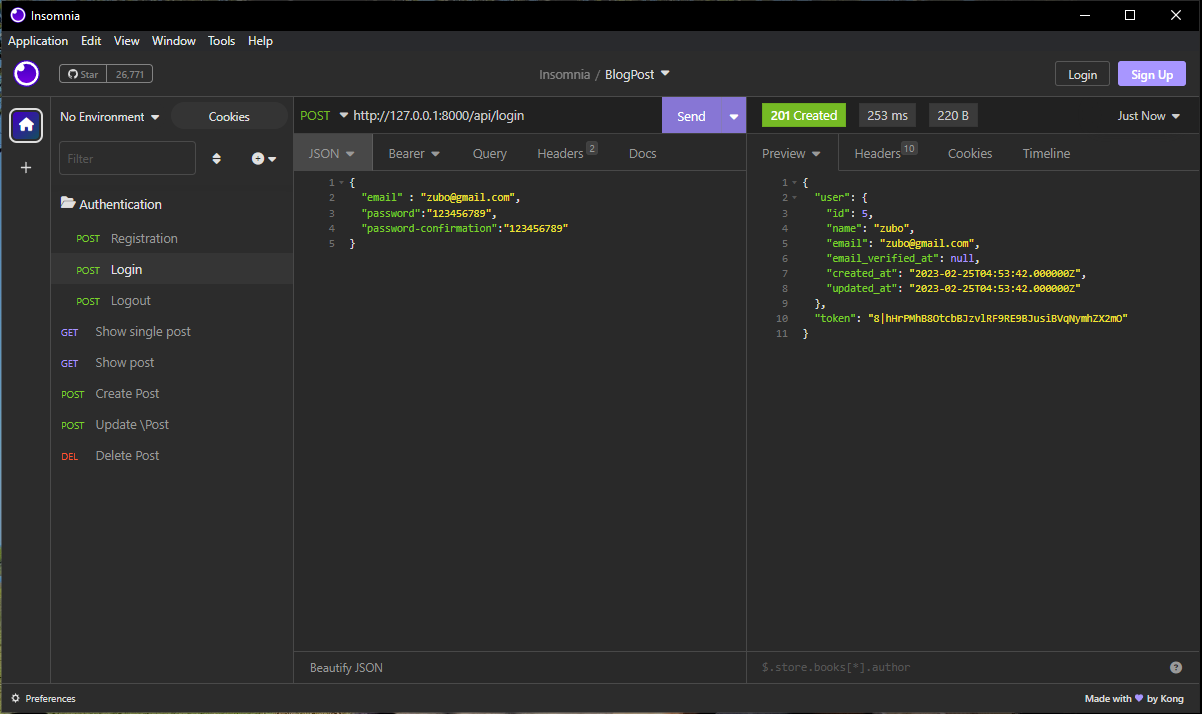 Insomnia
Application Edit View Window Tools Help
Star 26,771
Insomnia / BlogPost
Login Sign Up
No Environment Cookies
Filter
Authentication
POST Registration
POST Login
POST Logout
GET Show single post
GET Show post
POST Create Post
POST Update \Post
DEL Delete Post
POST http://127.0.0.1:8000/api/login Send
JSON Bearer Query Headers 2 Docs
1 {
2 "email" : "zubo@gmail.com",
3 "password":"123456789",
4 "password-confirmation":"123456789"
5 }
Beautify JSON
201 Created 253 ms 220 B Just Now
Preview Headers 10 Cookies Timeline
1 {
2 "user": {
3 "id": 5,
4 "name": "zubo",
5 "email": "zubo@gmail.com",
6 "email_verified_at": null,
7 "created_at": "2023-02-25T04:53:42.000000Z",
8 "updated_at": "2023-02-25T04:53:42.000000Z"
9 },
10 "token": "8|hHrPMhB8OtcbBJzvlRF9RE9BJusiBVqNymhZX2mO"
11 }
$.store.books[*].author
Preferences
Made with by Kong